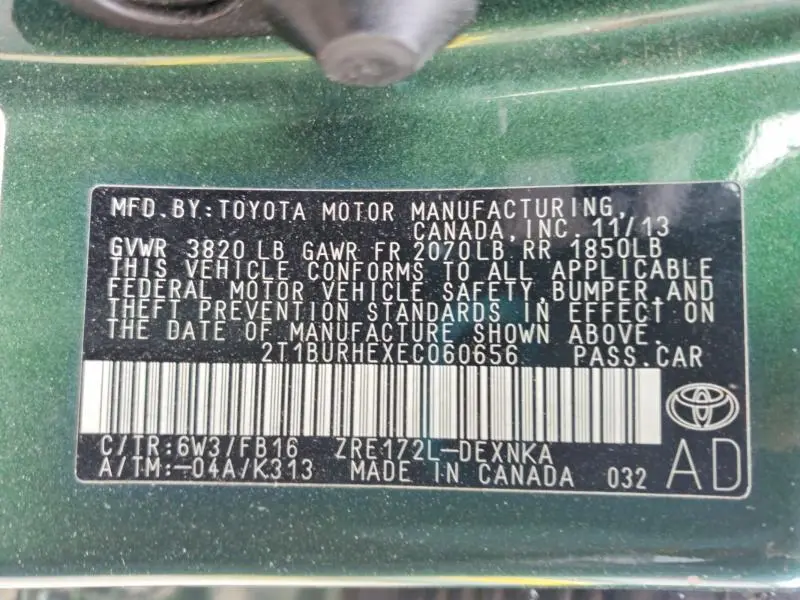 MFD.BY:TOYOTA MOTOR MANUFACTURING,
CANADA, INC. 11/13
GVWR 3820 LB GAWR FR 2070LB RR 1850LB
THIS VEHICLE CONFORMS TO ALL APPLICABLE
FEDERAL MOTOR VEHICLE SAFETY, BUMPER, AND
THEFT PREVENTION STANDARDS IN EFFECT ON
THE DATE OF MANUFACTURE SHOWN ABOVE.
2T1BURHEXEC060656 PASS.CAR
C/TR:6W3/FB16 ZRE172L-DEXNKA
A/TM:-04A/K313 MADE IN CANADA 032 AD